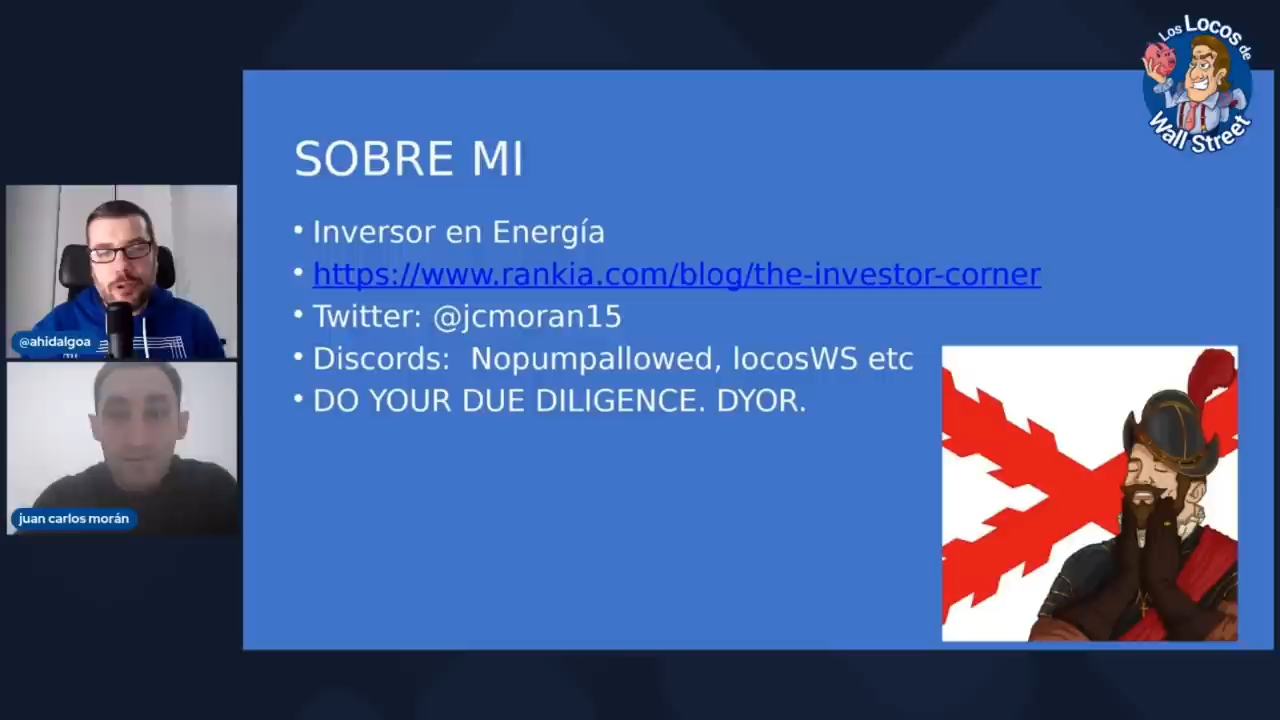 Los Locos de
Wall Street
SOBRE MI
• Inversor en Energía
• https://www.rankia.com/blog/the-investor-corner
• Twitter: @jcmoran15
• Discords:  Nopumpallowed, locosWS etc
• DO YOUR DUE DILIGENCE. DYOR.
@ahidalgoa
juan carlos morán